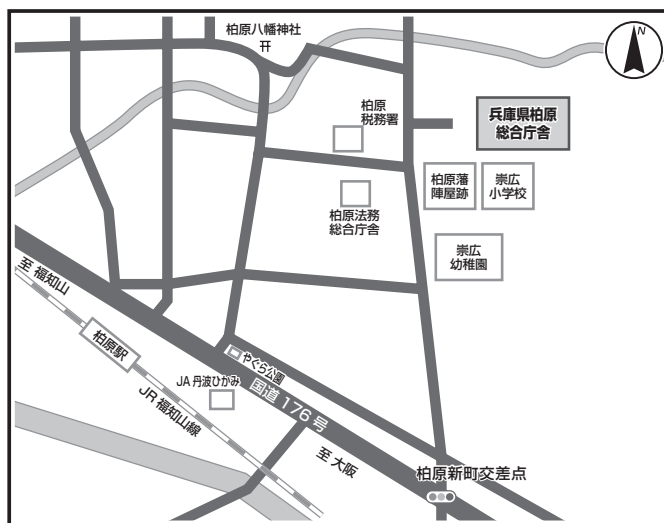 柏原八幡神社
N
柏原
税務署
兵庫県柏原
総合庁舎
柏原藩
陣屋跡
崇広
小学校
柏原法務
総合庁舎
崇広
幼稚園
至 福知山
柏原駅
やぐら公園
JA 丹波ひかみ
国道 176 号
JR 福知山線
至 大阪
柏原新町交差点